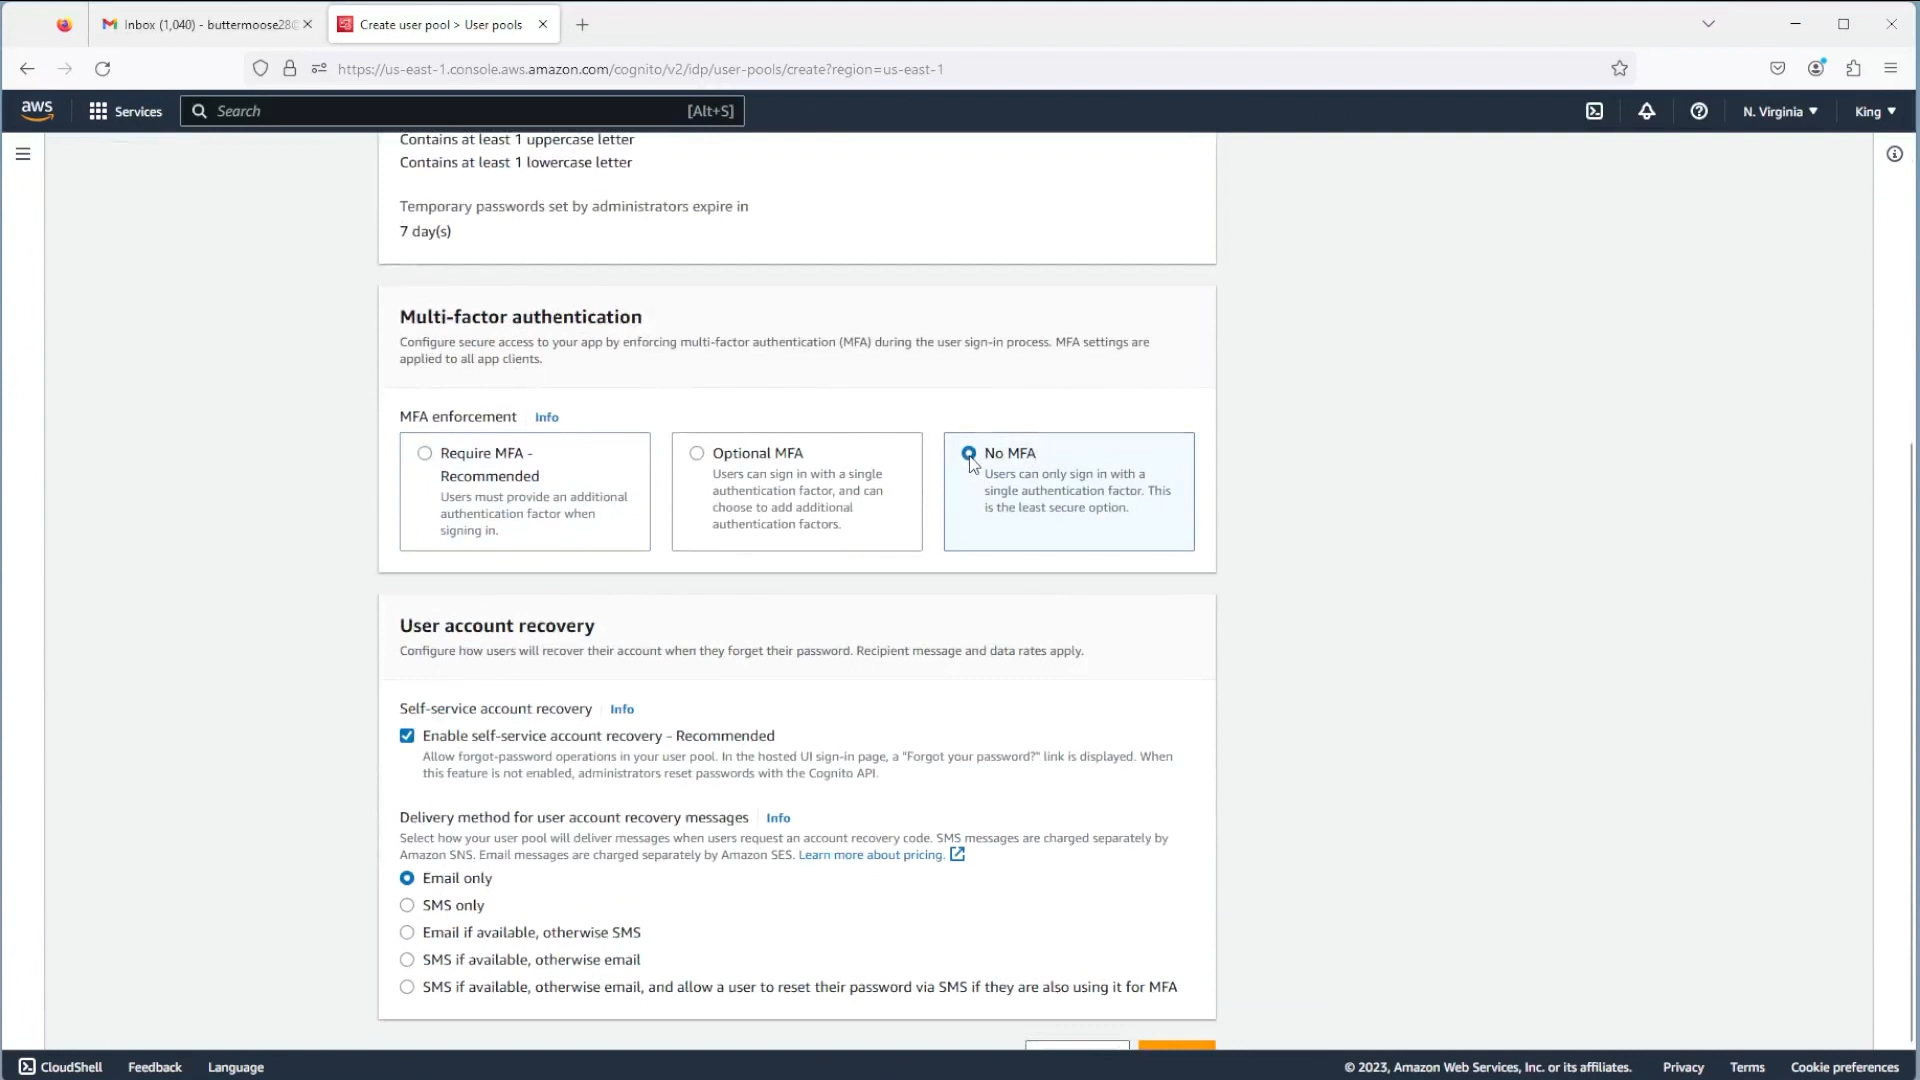 Inbox (1,040) - buttermoose28@
Create user pool > User pools
https://us-east-1.console.aws.amazon.com/cognito/v2/idp/user-pools/create?region=us-east-1
aws
Services
Search
[Alt+S]
N. Virginia
King
Contains at least 1 uppercase letter
Contains at least 1 lowercase letter
Temporary passwords set by administrators expire in
7 day(s)
Multi-factor authentication
Configure secure access to your app by enforcing multi-factor authentication (MFA) during the user sign-in process. MFA settings are
applied to all app clients.
MFA enforcement Info
Require MFA -
Recommended
Users must provide an additional
authentication factor when
signing in.
Optional MFA
Users can sign in with a single
authentication factor, and can
choose to add additional
authentication factors.
No MFA
Users can only sign in with a
single authentication factor. This
is the least secure option.
User account recovery
Configure how users will recover their account when they forget their password. Recipient message and data rates apply.
Self-service account recovery Info
Enable self-service account recovery - Recommended
Allow forgot-password operations in your user pool. In the hosted UI sign-in page, a "Forgot your password?" link is displayed. When
this feature is not enabled, administrators reset passwords with the Cognito API.
Delivery method for user account recovery messages Info
Select how your user pool will deliver messages when users request an account recovery code. SMS messages are charged separately by
Amazon SNS. Email messages are charged separately by Amazon SES. Learn more about pricing.
Email only
SMS only
Email if available, otherwise SMS
SMS if available, otherwise email
SMS if available, otherwise email, and allow a user to reset their password via SMS if they are also using it for MFA
CloudShell
Feedback
Language
© 2023, Amazon Web Services, Inc. or its affiliates.
Privacy
Terms
Cookie preferences